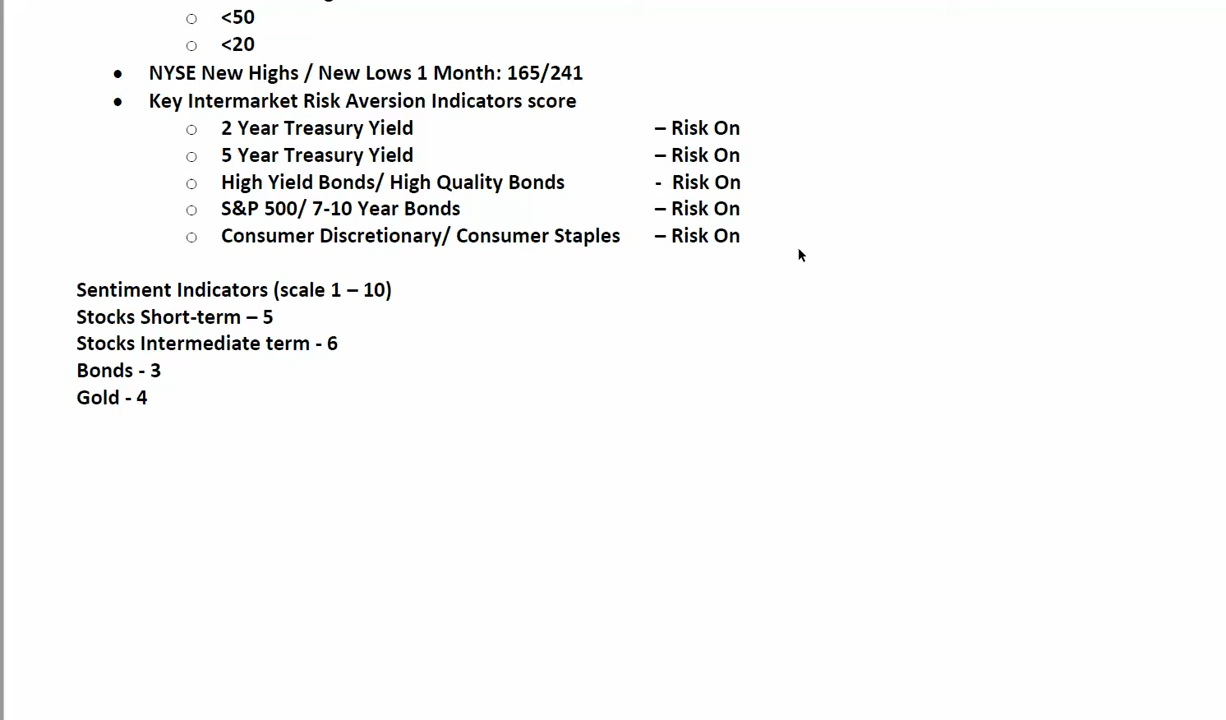 <50
<20
NYSE New Highs / New Lows 1 Month: 165/241
Key Intermarket Risk Aversion Indicators score
2 Year Treasury Yield – Risk On
5 Year Treasury Yield – Risk On
High Yield Bonds/ High Quality Bonds - Risk On
S&P 500/ 7-10 Year Bonds – Risk On
Consumer Discretionary/ Consumer Staples – Risk On
Sentiment Indicators (scale 1 – 10)
Stocks Short-term – 5
Stocks Intermediate term - 6
Bonds - 3
Gold - 4